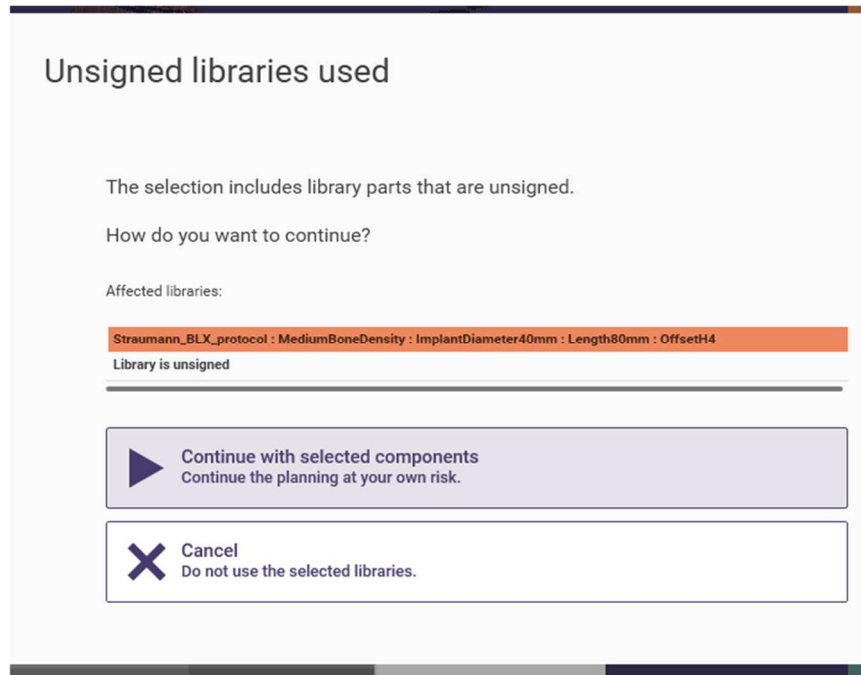 Unsigned libraries used
The selection includes library parts that are unsigned.
How do you want to continue?
Affected libraries:
Straumann_BLX_protocol : MediumBoneDensity : ImplantDiameter40mm : Length80mm : OffsetH4
Library is unsigned
Continue with selected components
Continue the planning at your own risk.
Cancel
Do not use the selected libraries.